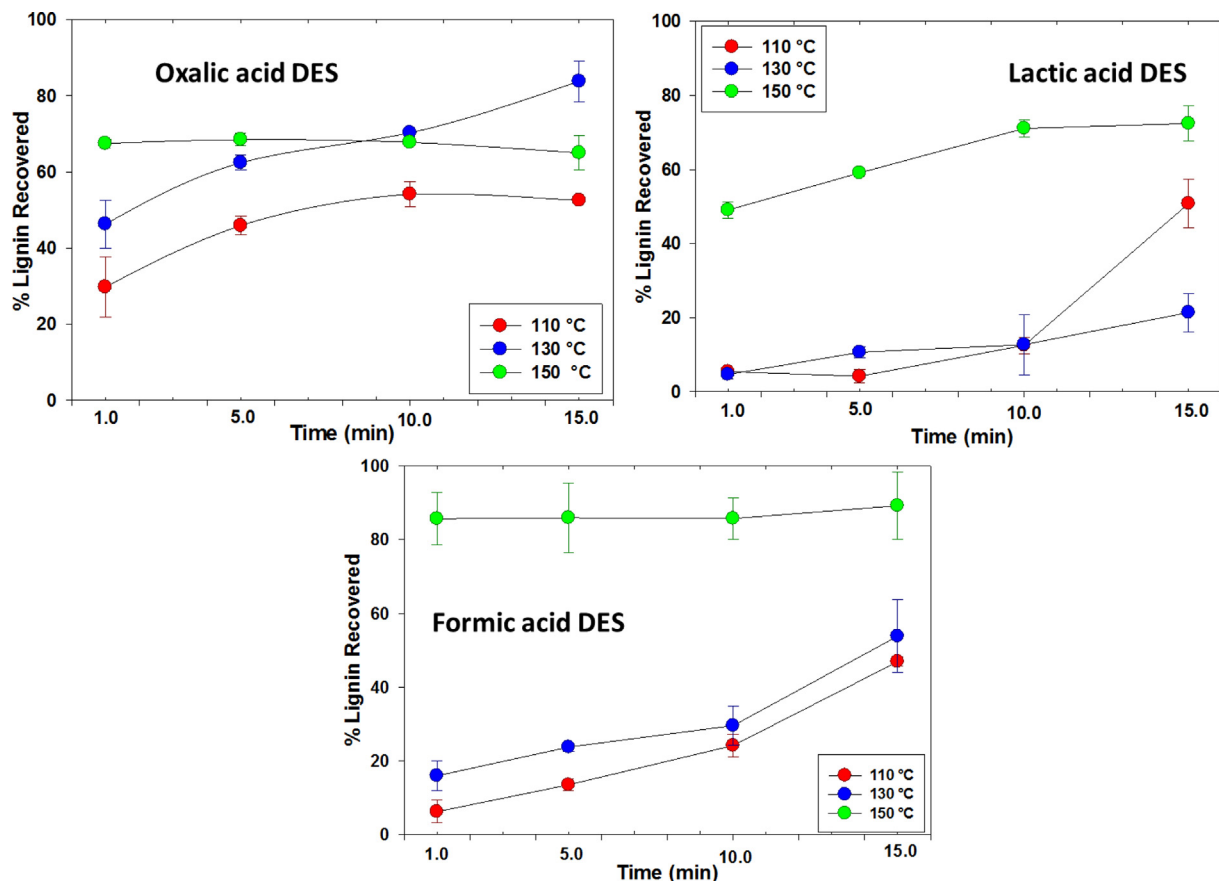 100
80
60
40
20
0
% Lignin Recovered
Oxalic acid DES
110 °C
130 °C
150 °C
1.0 5.0 10.0 15.0
Time (min)
100
80
60
40
20
0
% Lignin Recovered
110 °C
130 °C
150 °C
Lactic acid DES
1.0 5.0 10.0 15.0
Time (min)
100
80
60
40
20
0
% Lignin Recovered
Formic acid DES
110 °C
130 °C
150 °C
1.0 5.0 10.0 15.0
Time (min)